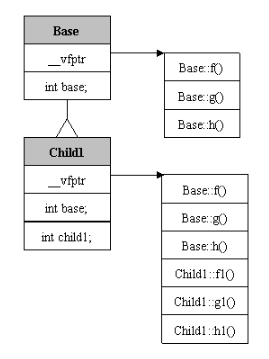 Base
__vfptr
int base;
Base::f()
Base::g()
Base::h()
Child1
__vfptr
int base;
int child1;
Base::f()
Base::g()
Base::h()
Child1::f1()
Child1::g1()
Child1::h1()